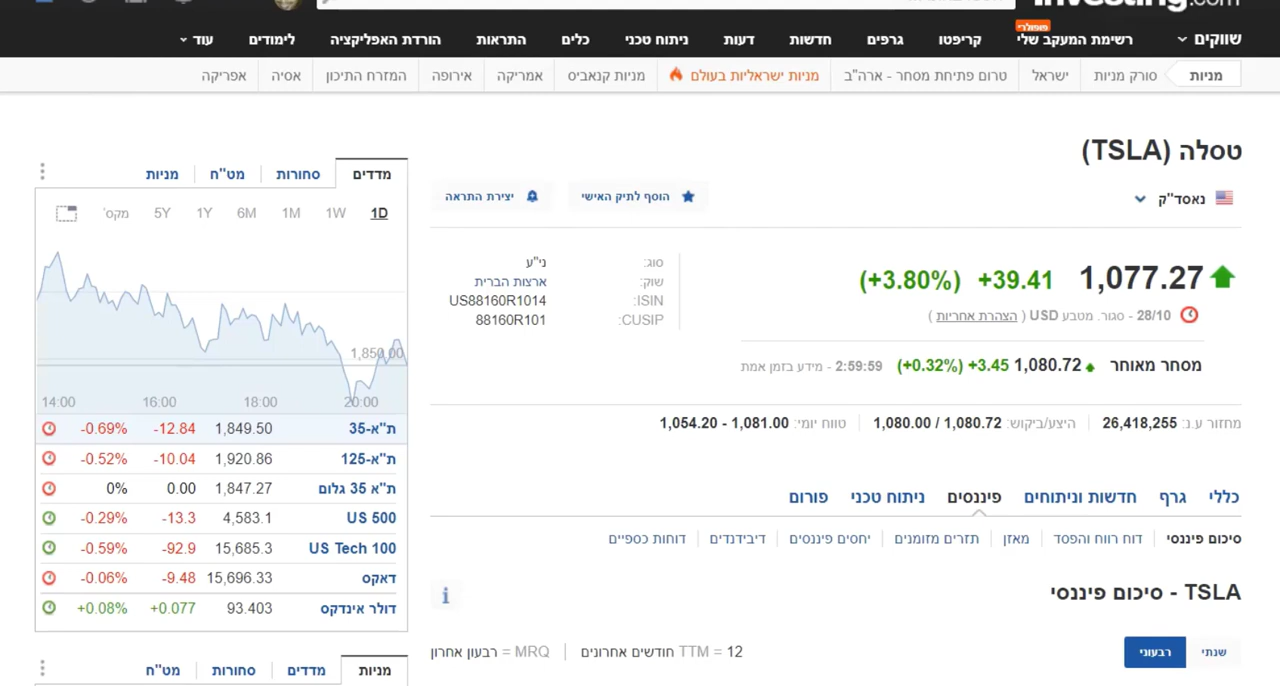 Investing.com
שווקים
פופולרי
רשימת המעקב שלי
קריפטו
גרפים
חדשות
דעות
ניתוח טכני
כלים
התראות
הורדת האפליקציה
לימודים
עוד
מניות
סורק מניות
ישראל
טרום פתיחת מסחר - ארה"ב
מניות ישראליות בעולם
מניות קנאביס
אמריקה
אירופה
המזרח התיכון
אסיה
אפריקה
טסלה (TSLA)
נאסד"ק
הוסף לתיק האישי
יצירת התראה
1,077.27 +39.41 (+3.80%)
28/10 - סגור. מטבע USD ( הצהרת אחריות )
מסחר מאוחר 1,080.72 +3.45 (+0.32%) 2:59:59 - מידע בזמן אמת
סוג: ני"ע
שוק: ארצות הברית
ISIN: US88160R1014
CUSIP: 88160R101
מחזור ע.נ: 26,418,255
היצע/ביקוש: 1,080.00 / 1,080.72
טווח יומי: 1,054.20 - 1,081.00
כללי
גרף
חדשות וניתוחים
פיננסים
ניתוח טכני
פורום
סיכום פיננסי
דוח רווח והפסד
מאזן
תזרים מזומנים
יחסים פיננסים
דיבידנדים
דוחות כספיים
TSLA - סיכום פיננסי
i
שנתי
רבעוני
12 = TTM חודשים אחרונים
MRQ = רבעון אחרון
מדדים
סחורות
מט"ח
מניות
1D
1W
1M
6M
1Y
5Y
מקס'
1,850.00
14:00 16:00 18:00 20:00
ת"א-35 1,849.50 -12.84 -0.69%
ת"א-125 1,920.86 -10.04 -0.52%
ת"א 35 גלום 1,847.27 0.00 0%
US 500 4,583.1 -13.3 -0.29%
US Tech 100 15,685.3 -92.9 -0.59%
דאקס 15,696.33 -9.48 -0.06%
דולר אינדקס 93.403 +0.077 +0.08%
מניות
מדדים
סחורות
מט"ח